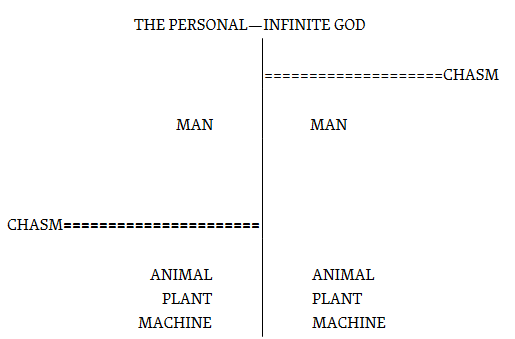 THE PERSONAL—INFINITE GOD
====================CHASM
MAN MAN
CHASM======================
ANIMAL ANIMAL
PLANT PLANT
MACHINE MACHINE